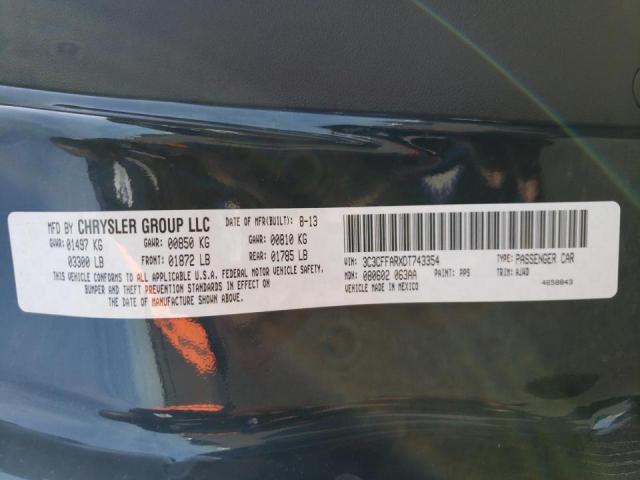 MFD BY CHRYSLER GROUP LLC DATE OF MFR(BUILT): 8-13
GVWR: 01497 KG GAWR: 00850 KG GAWR: 00810 KG
03300 LB FRONT: 01872 LB REAR: 01785 LB
THIS VEHICLE CONFORMS TO ALL APPLICABLE U.S.A. FEDERAL MOTOR VEHICLE SAFETY,
BUMPER AND THEFT PREVENTION STANDARDS IN EFFECT ON
THE DATE OF MANUFACTURE SHOWN ABOVE.
VIN: 3C3CFFARXDT743354 TYPE: PASSENGER CAR
MDH: 080602 063AA PAINT: PPS TRIM: AJWD
VEHICLE MADE IN MEXICO 4658843